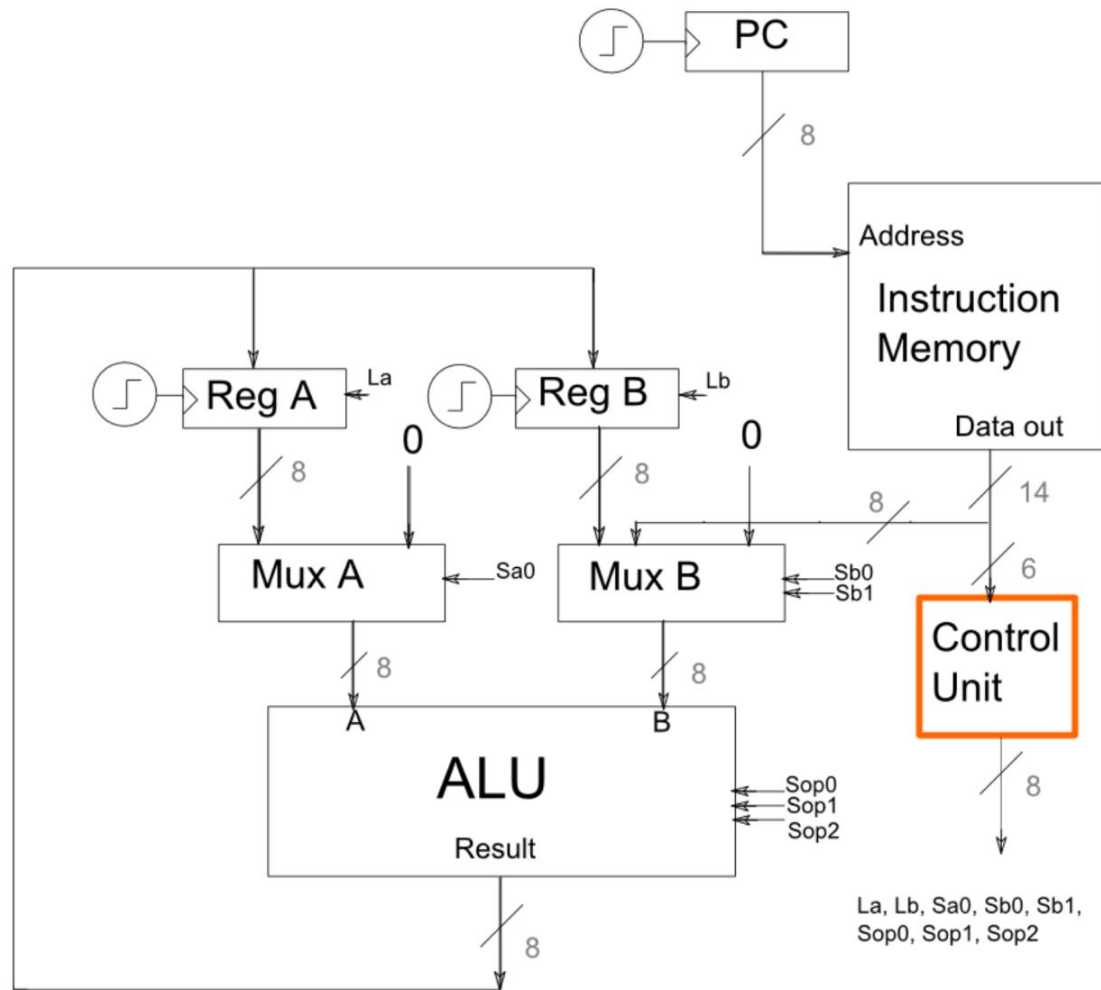 PC
8
Address
Instruction
Memory
Data out
Reg A
La
Reg B
Lb
0
0
8
8
8
14
6
Mux A
Sa0
Mux B
Sb0
Sb1
Control
Unit
8
8
8
A
B
ALU
Sop0
Sop1
Sop2
Result
8
La, Lb, Sa0, Sb0, Sb1,
Sop0, Sop1, Sop2